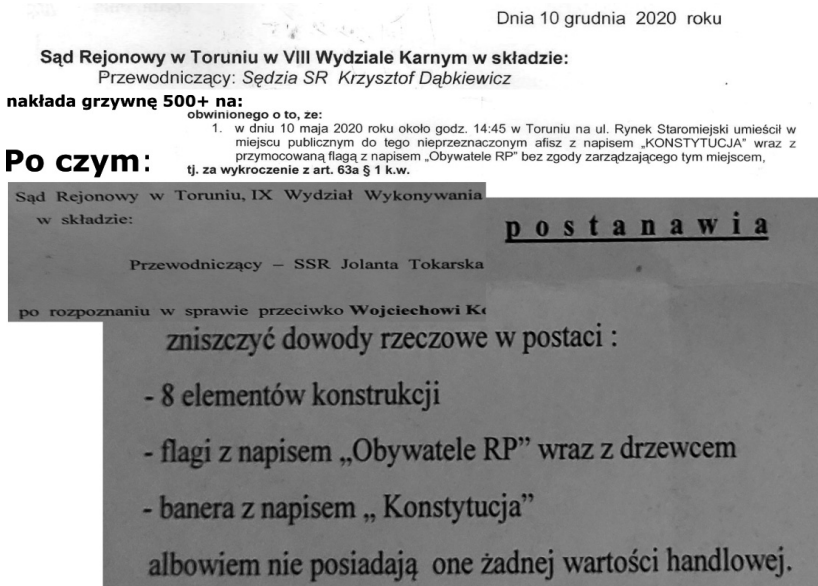 Dnia 10 grudnia 2020 roku
Sąd Rejonowy w Toruniu w VIII Wydziale Karnym w składzie:
Przewodniczący: Sędzia SR Krzysztof Dąbkiewicz
nakłada grzywnę 500+ na:
obwinionego o to, że:
1. w dniu 10 maja 2020 roku około godz. 14:45 w Toruniu na ul. Rynek Staromiejski umieścił w
miejscu publicznym do tego nieprzeznaczonym afisz z napisem „KONSTYTUCJA” wraz z
przymocowaną flagą z napisem „Obywatele RP” bez zgody zarządzającego tym miejscem,
tj. za wykroczenie z art. 63a § 1 k.w.
Po czym:
Sąd Rejonowy w Toruniu, IX Wydział Wykonywania
w składzie:
Przewodniczący – SSR Jolanta Tokarska
po rozpoznaniu w sprawie przeciwko Wojciechowi
postanawia
zniszczyć dowody rzeczowe w postaci :
- 8 elementów konstrukcji
- flagi z napisem „Obywatele RP” wraz z drzewcem
- banera z napisem „ Konstytucja”
albowiem nie posiadają one żadnej wartości handlowej.